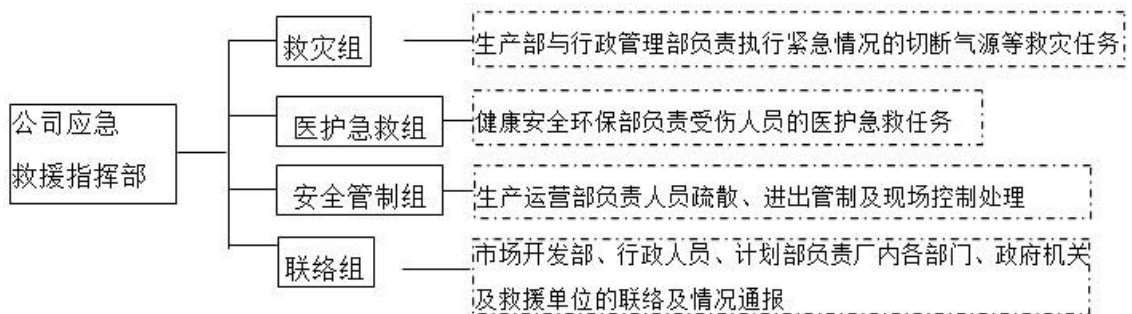 公司应急
救援指挥部
救灾组
生产部与行政管理部负责执行紧急情况的切断气源等救灾任务
医护急救组
健康安全环保部负责受伤人员的医护急救任务
安全管制组
生产运营部负责人员疏散、进出管制及现场控制处理
联络组
市场开发部、行政人员、计划部负责厂内各部门、政府机关
及救援单位的联络及情况通报